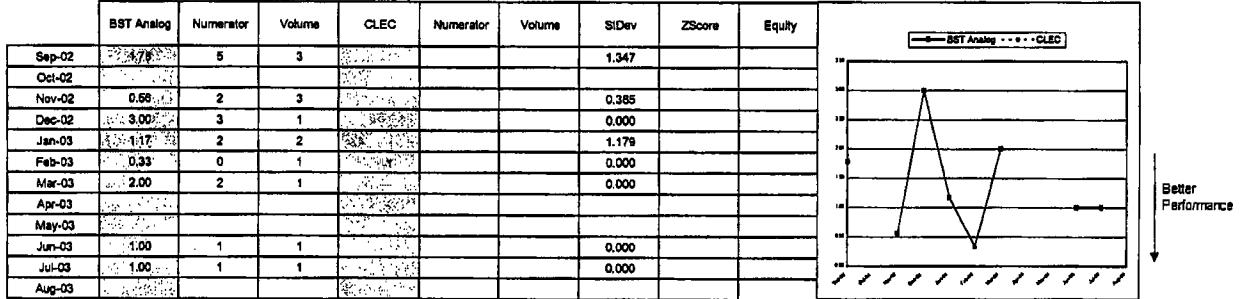 BST Analog Numerator Volume CLEC Numerator Volume StDev ZScore Equity
Sep-02 1.78 5 3 1.347
Oct-02
Nov-02 0.56 2 3 0.385
Dec-02 3.00 3 1 0.000
Jan-03 1.17 2 2 1.179
Feb-03 0.33 0 1 0.000
Mar-03 2.00 2 1 0.000
Apr-03
May-03
Jun-03 1.00 1 1 0.000
Jul-03 1.00 1 1 0.000
Aug-03
BST Analog CLEC
Better
Performance